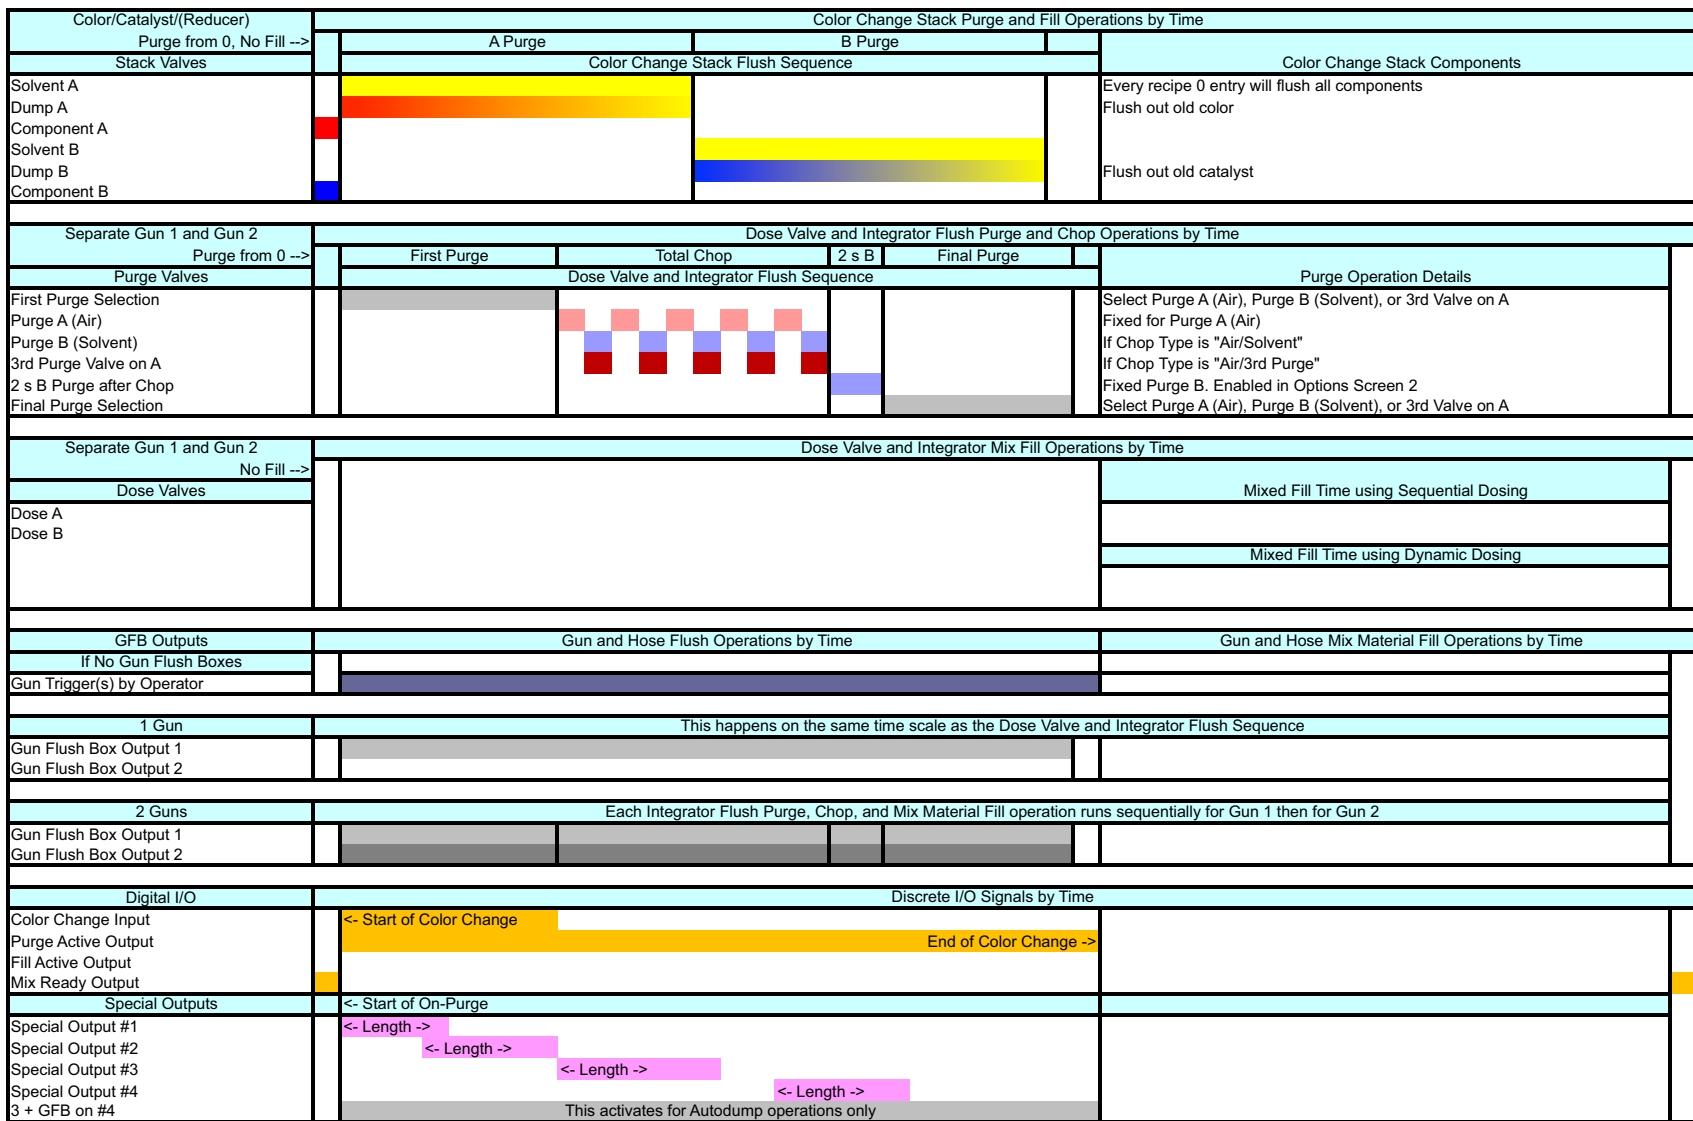 Color/Catalyst/(Reducer) Color Change Stack Purge and Fill Operations by Time
Purge from 0, No Fill --> A Purge B Purge
Stack Valves Color Change Stack Flush Sequence Color Change Stack Components
Solvent A Every recipe 0 entry will flush all components
Dump A Flush out old color
Component A
Solvent B
Dump B Flush out old catalyst
Component B
Separate Gun 1 and Gun 2 Dose Valve and Integrator Flush Purge and Chop Operations by Time
Purge from 0 --> First Purge Total Chop 2 s B Final Purge
Purge Valves Dose Valve and Integrator Flush Sequence Purge Operation Details
First Purge Selection Select Purge A (Air), Purge B (Solvent), or 3rd Valve on A
Purge A (Air) Fixed for Purge A (Air)
Purge B (Solvent) If Chop Type is "Air/Solvent"
3rd Purge Valve on A If Chop Type is "Air/3rd Purge"
2 s B Purge after Chop Fixed Purge B. Enabled in Options Screen 2
Final Purge Selection Select Purge A (Air), Purge B (Solvent), or 3rd Valve on A
Separate Gun 1 and Gun 2 Dose Valve and Integrator Mix Fill Operations by Time
No Fill -->
Dose Valves Mixed Fill Time using Sequential Dosing
Dose A
Dose B
Mixed Fill Time using Dynamic Dosing
GFB Outputs Gun and Hose Flush Operations by Time Gun and Hose Mix Material Fill Operations by Time
If No Gun Flush Boxes
Gun Trigger(s) by Operator
1 Gun This happens on the same time scale as the Dose Valve and Integrator Flush Sequence
Gun Flush Box Output 1
Gun Flush Box Output 2
2 Guns Each Integrator Flush Purge, Chop, and Mix Material Fill operation runs sequentially for Gun 1 then for Gun 2
Gun Flush Box Output 1
Gun Flush Box Output 2
Digital I/O Discrete I/O Signals by Time
Color Change Input <- Start of Color Change
Purge Active Output End of Color Change ->
Fill Active Output
Mix Ready Output
Special Outputs <- Start of On-Purge
Special Output #1 <- Length ->
Special Output #2 <- Length ->
Special Output #3 <- Length ->
Special Output #4 <- Length ->
3 + GFB on #4 This activates for Autodump operations only